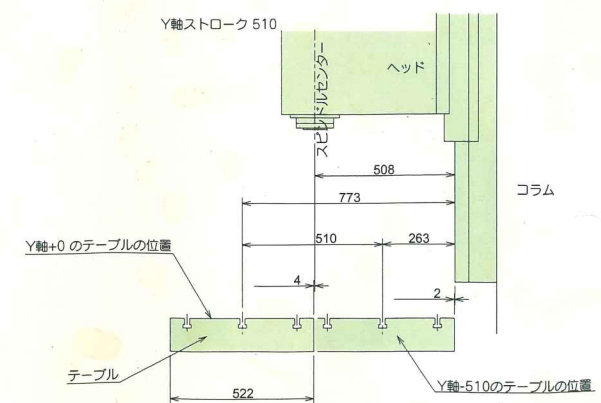 Y軸ストローク 510
ヘッド
スピンドルセンター
508
コラム
773
510
263
Y軸+0 のテーブルの位置
4
2
テーブル
Y軸-510のテーブルの位置
522